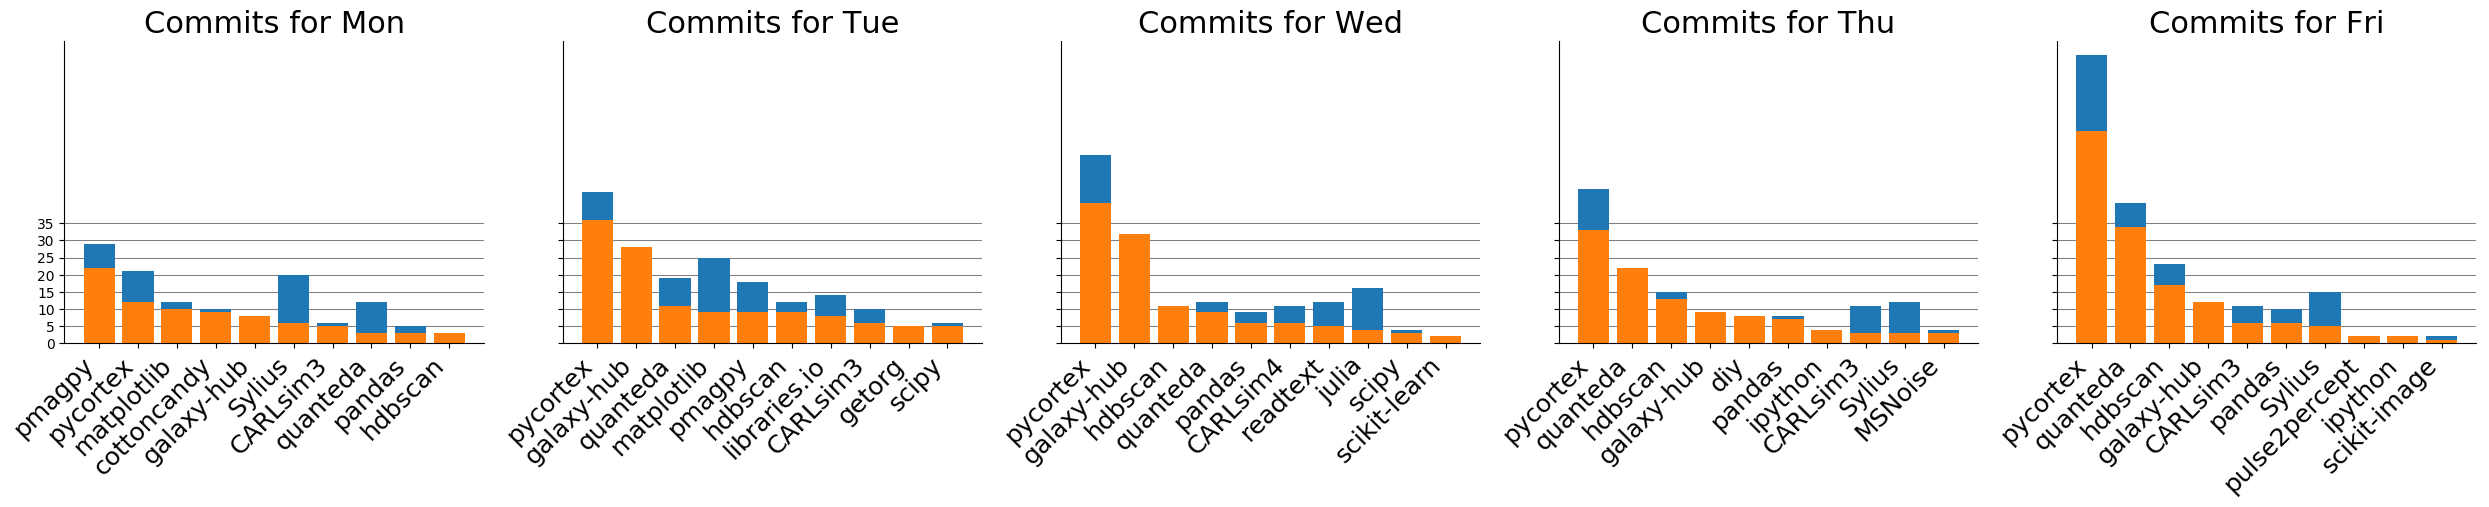 Commits for Mon
35
30
25
20
15
10
5
0
pmagpy
pycortex
matplotlib
cottoncandy
galaxy-hub
Sylius
CARLsim3
quanteda
pandas
hdbscan
Commits for Tue
pycortex
galaxy-hub
quanteda
matplotlib
pmagpy
hdbscan
libraries.io
CARLsim3
getorg
scipy
Commits for Wed
pycortex
galaxy-hub
hdbscan
quanteda
pandas
CARLsim4
readtext
julia
scipy
scikit-learn
Commits for Thu
pycortex
quanteda
hdbscan
galaxy-hub
diy
pandas
ipython
CARLsim3
Sylius
MSNoise
Commits for Fri
pycortex
quanteda
hdbscan
galaxy-hub
CARLsim3
pandas
Sylius
pulse2percept
ipython
scikit-image